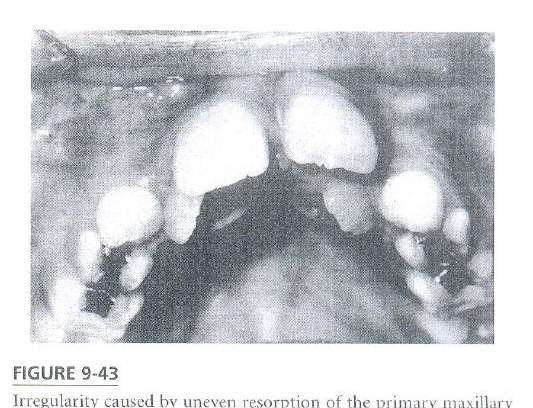 FIGURE 9-43
Irregularity caused by uneven resorption of the primary maxillary